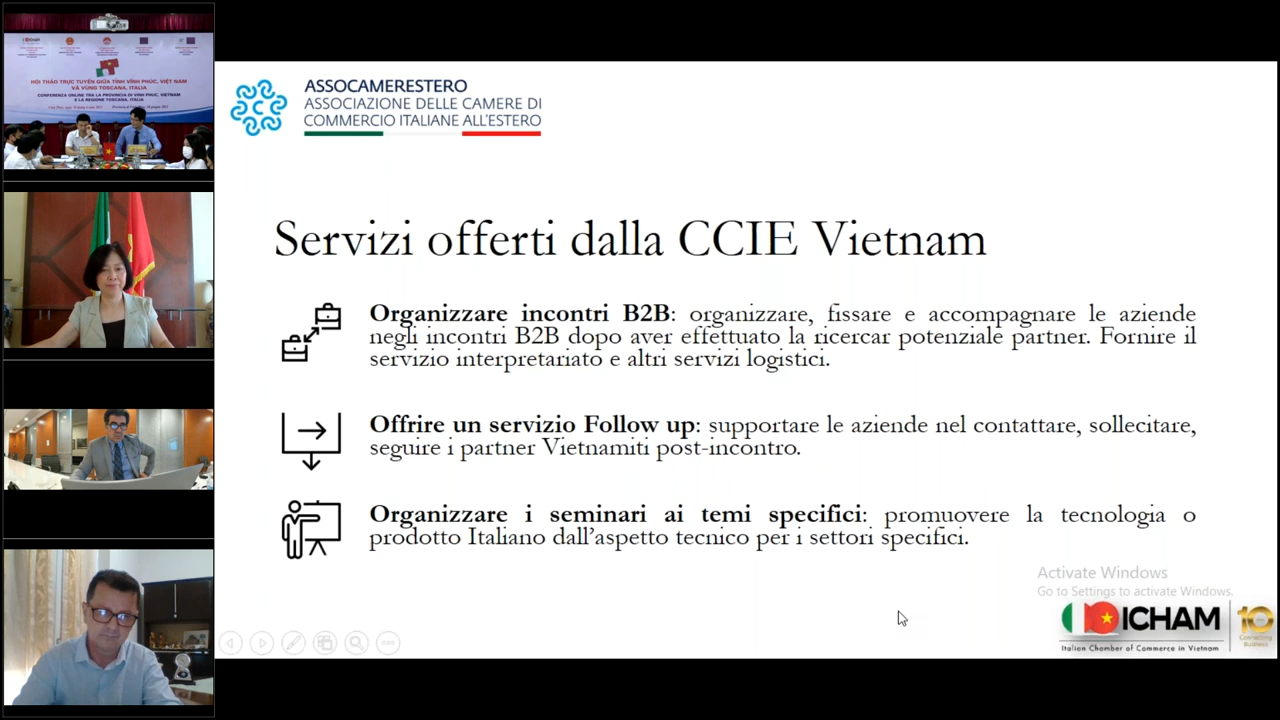 HỘI THẢO TRỰC TUYẾN GIỮA TỈNH VĨNH PHÚC, VIỆT NAM
VÀ VÙNG TOSCANA, ITALIA
CONFERENZA ONLINE TRA LA PROVINCIA DI VINH PHUC, VIETNAM
E LA REGIONE TOSCANA, ITALIA
ASSOCAMERESTERO
ASSOCIAZIONE DELLE CAMERE DI
COMMERCIO ITALIANE ALL'ESTERO
Servizi offerti dalla CCIE Vietnam
Organizzare incontri B2B: organizzare, fissare e accompagnare le aziende
negli incontri B2B dopo aver effettuato la ricercar potenziale partner. Fornire il
servizio interpretariato e altri servizi logistici.
Offrire un servizio Follow up: supportare le aziende nel contattare, sollecitare,
seguire i partner Vietnamiti post-incontro.
Organizzare i seminari ai temi specifici: promuovere la tecnologia o
prodotto Italiano dall'aspetto tecnico per i settori specifici.
Activate Windows
Go to Settings to activate Windows.
ICHAM
Italian Chamber of Commerce in Vietnam
10
Connecting
Business